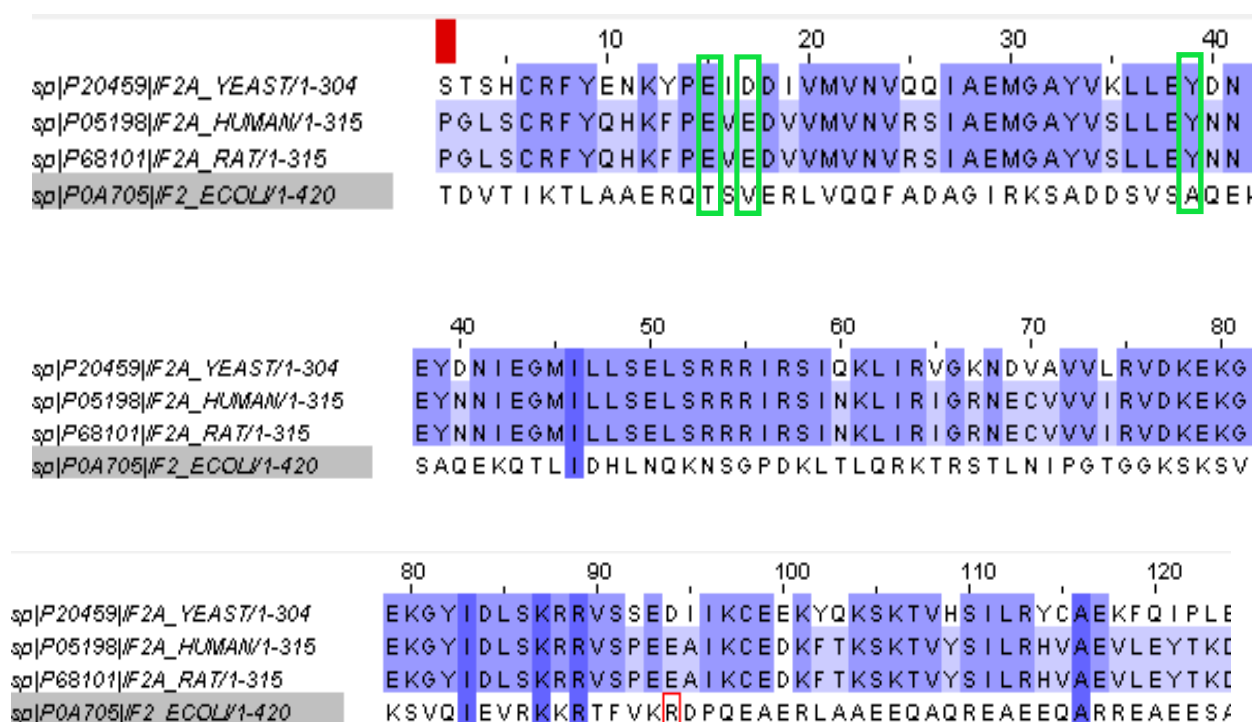 10 20 30 40
sp|P20459|IF2A_YEAST/1-304 STSHCRFYENKYPEIDDIVMVNVQQIAEMGAYVKLLEYDN
sp|P05198|IF2A_HUMAN/1-315 PGLSCRFYQHKFPEVEDVVMVNVRSIAEMGAYVSLLEYNN
sp|P68101|IF2A_RAT/1-315 PGLSCRFYQHKFPEVEDVVMVNVRSIAEMGAYVSLLEYNN
sp|P0A705|IF2_ECOLI/1-420 TDVTIKTLAAERQTSVERLVQQFADAGIRKSADDSVSAQEK
40 50 60 70 80
sp|P20459|IF2A_YEAST/1-304 EYDNIEGMILLSELSRRRIRSIQKLIRVGKNDVAVVLRVDKEKG
sp|P05198|IF2A_HUMAN/1-315 EYNNIEGMILLSELSRRRIRSINKLIRIGRNECVVVIRVDKEKG
sp|P68101|IF2A_RAT/1-315 EYNNIEGMILLSELSRRRIRSINKLIRIGRNECVVVIRVDKEKG
sp|P0A705|IF2_ECOLI/1-420 SAQEKQTLIDHLNQKNSGPDKLTLQRKTRSTLNIPGTGGKSKSV
80 90 100 110 120
sp|P20459|IF2A_YEAST/1-304 EKGYIDLSKRRVSSEDIIKCEEKYQKSKTVHSILRYCAEKFQIPLE
sp|P05198|IF2A_HUMAN/1-315 EKGYIDLSKRRVSPEEAIKCEDKFTKSKTVYSILRHVAEVLEYTKD
sp|P68101|IF2A_RAT/1-315 EKGYIDLSKRRVSPEEAIKCEDKFTKSKTVYSILRHVAEVLEYTKD
sp|P0A705|IF2_ECOLI/1-420 KSVQIEVRKKRTFVKRDPQEAERLAAEEQAQREAEEQARREAEESA